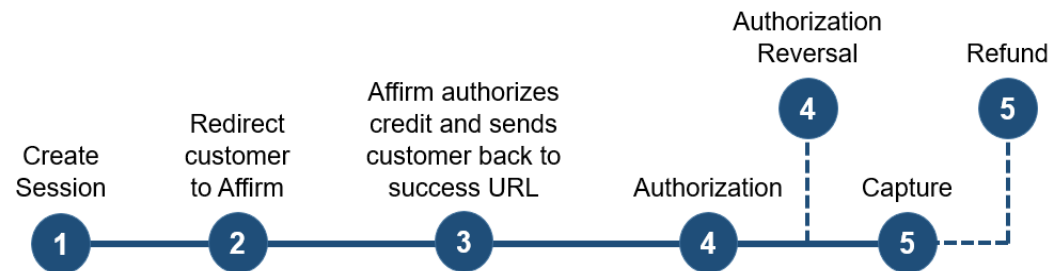 Create
Session
1
Redirect
customer
to Affirm
2
Affirm authorizes
credit and sends
customer back to
success URL
3
Authorization
4
Authorization
Reversal
4
Capture
5
Refund
5